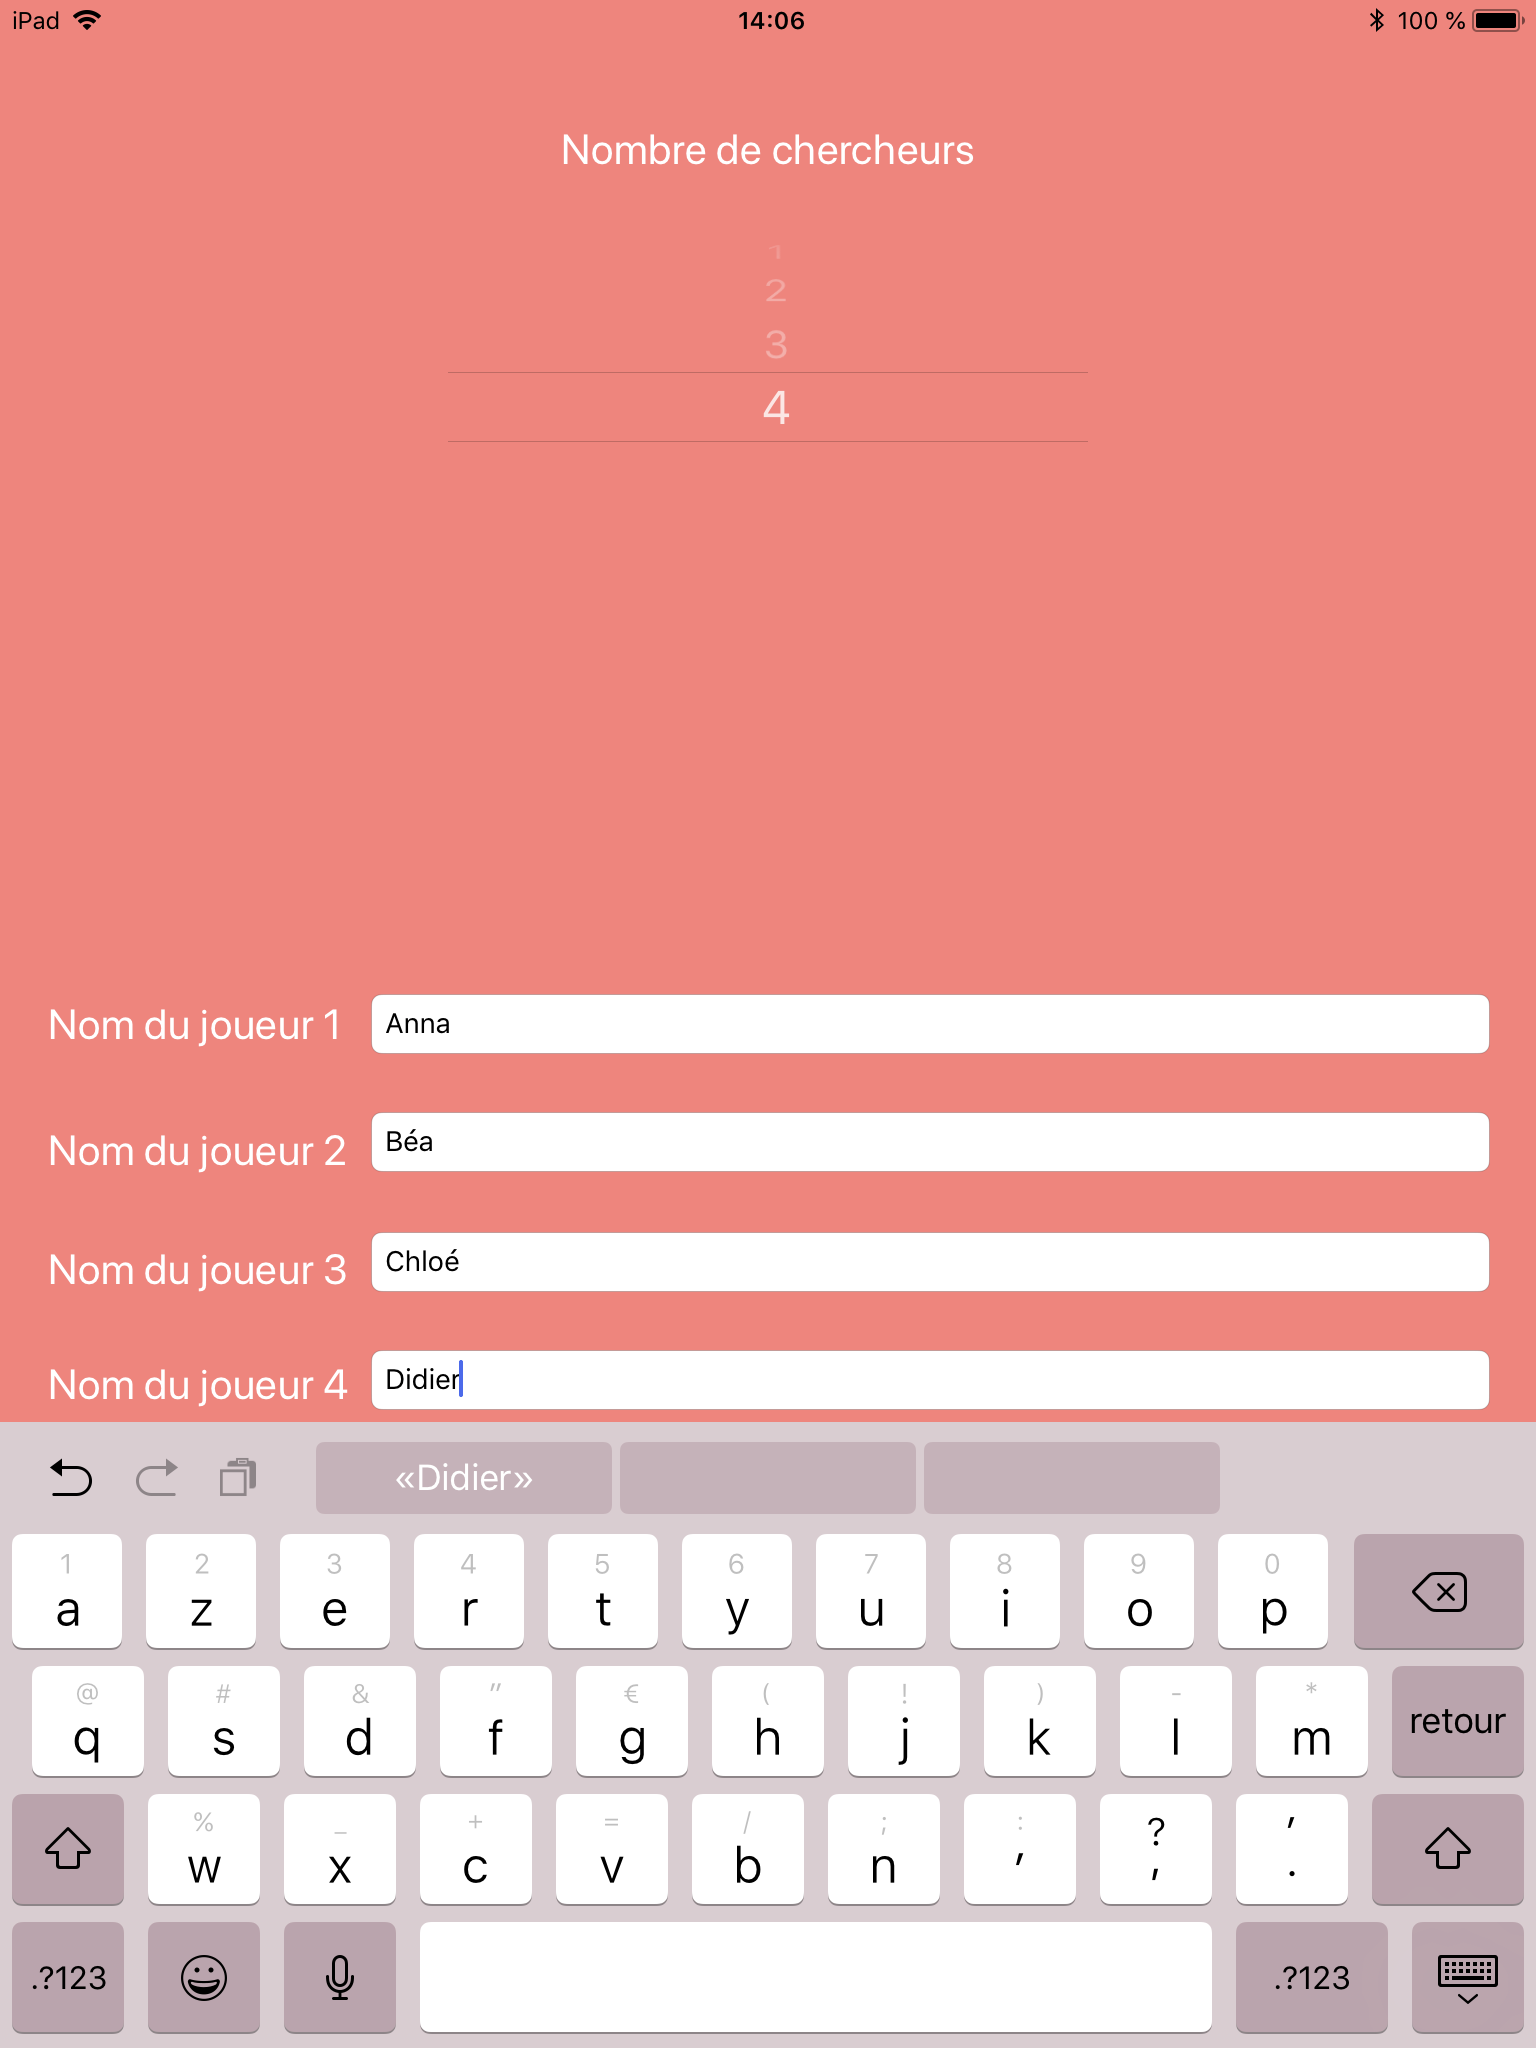 iPad 14:06 100 %
Nombre de chercheurs
1
2
3
4
Nom du joueur 1 Anna
Nom du joueur 2 Béa
Nom du joueur 3 Chloé
Nom du joueur 4 Didier
«Didier»
1 2 3 4 5 6 7 8 9 0
a z e r t y u i o p
@ # & " € ( ! ) - *
q s d f g h j k l m retour
% _ + = / ; : ? '
w x c v b n ' , .
.?123 .?123